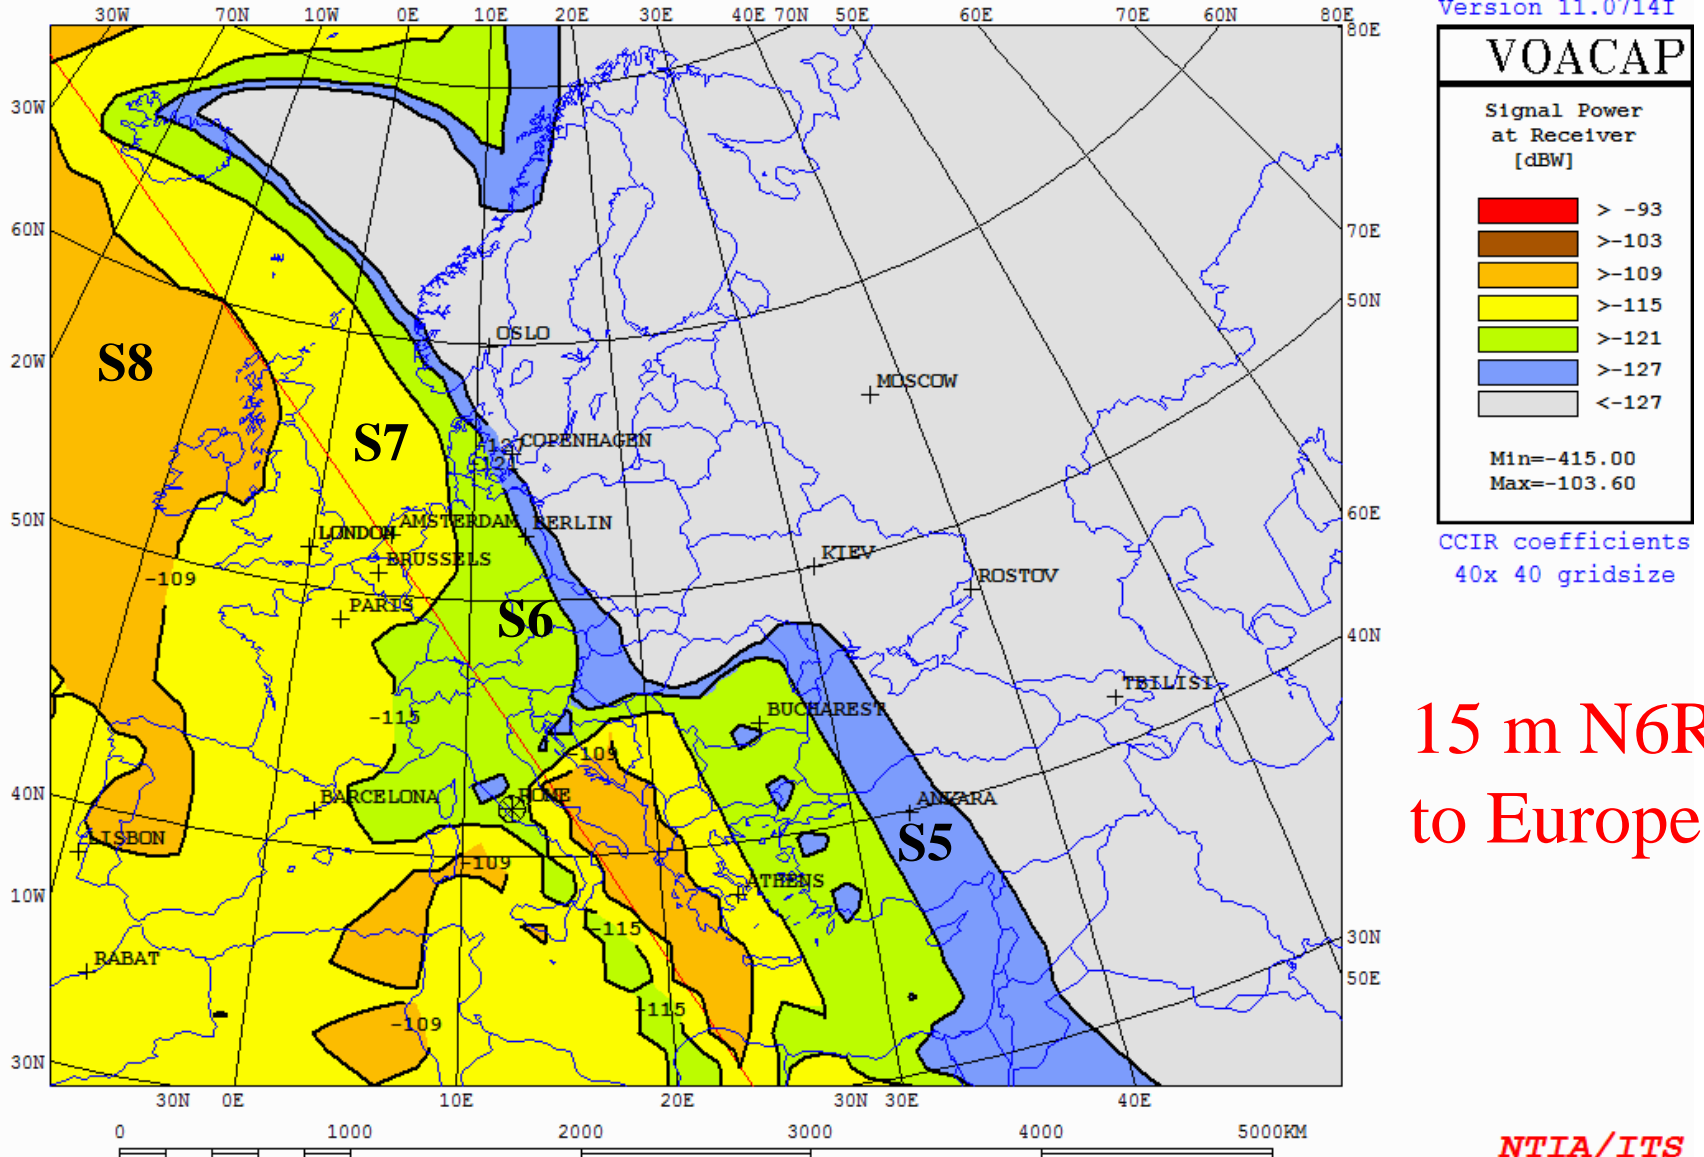 30W 70N 10W 0E 10E 20E 30E 40E 70N 50E 60E 70E 60N 80E
Version 11.0714I
80E
VOACAP
Signal Power
at Receiver
[dBW]
> -93
>-103
>-109
>-115
>-121
>-127
<-127
Min=-415.00
Max=-103.60
CCIR coefficients
40x 40 gridsize
15 m N6R
to Europe
NTIA/ITS
30W
60N
20W
50N
40N
10W
30N
70E
50N
60E
40N
30N
50E
OSLO
MOSCOW
S8
S7
-127
COPENHAGEN
-121
AMSTERDAM
BERLIN
LONDON
BRUSSELS
KIEV
ROSTOV
-109
PARIS
S6
TBILISI
-115
BUCHAREST
-109
BARCELONA
ROME
ANKARA
LISBON
S5
-109
ATHENS
-115
RABAT
-115
-109
30N 0E 10E 20E 30N 30E 40E
0 1000 2000 3000 4000 5000KM